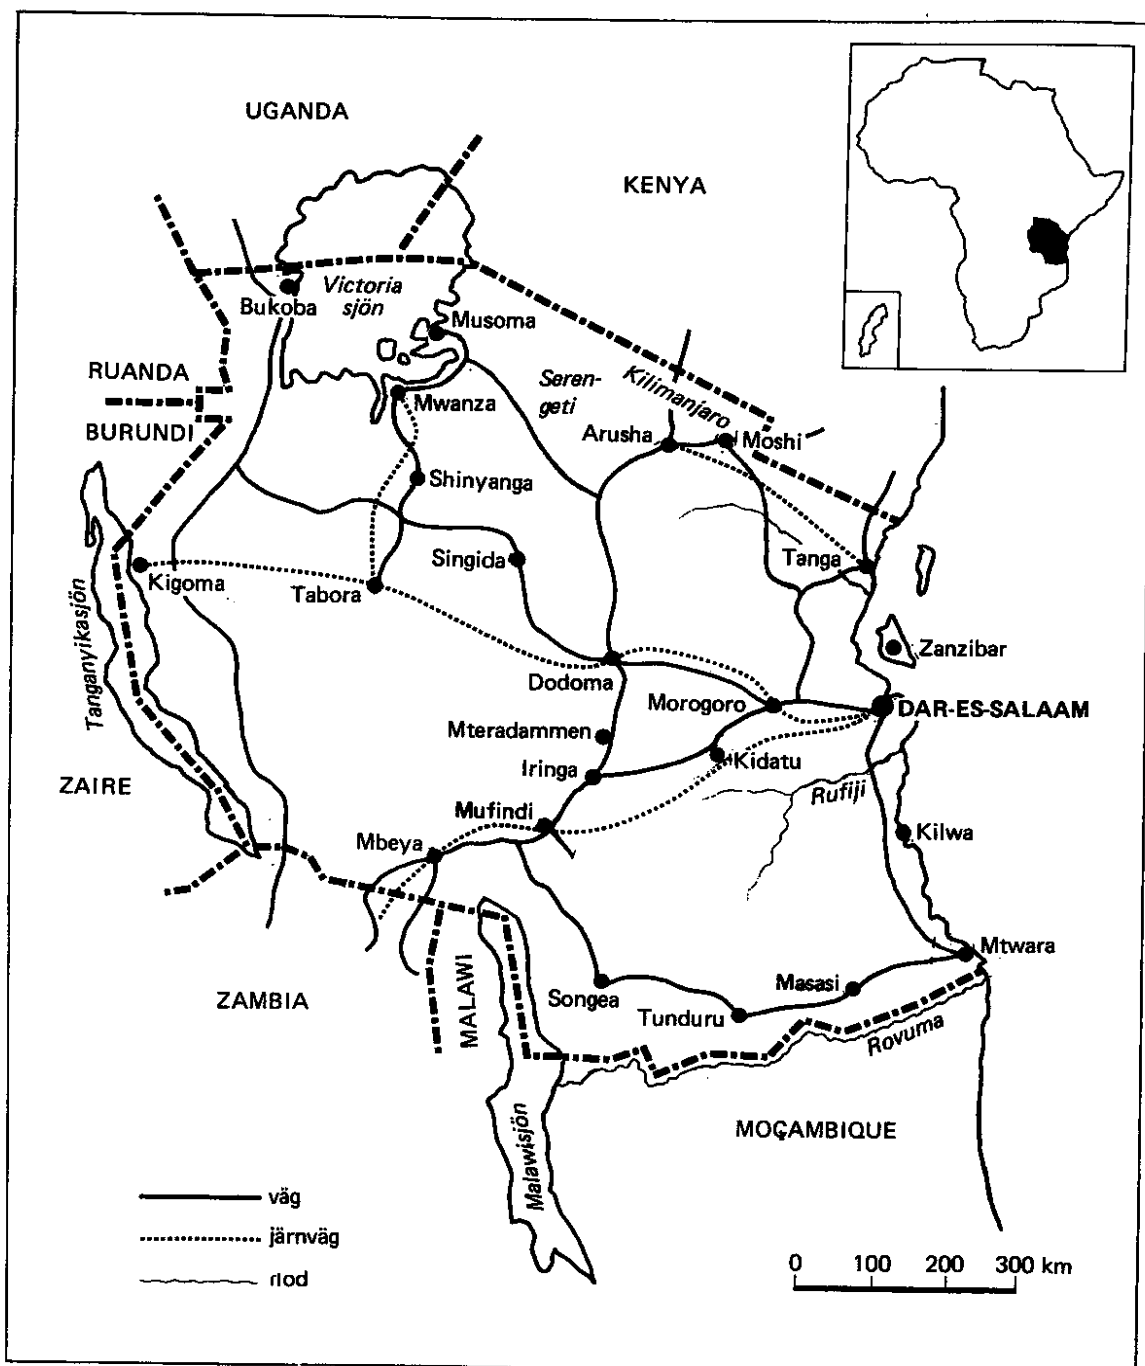 UGANDA
KENYA
Victoria
sjön
Bukoba
Musoma
RUANDA
BURUNDI
Mwanza
Seren-
geti
Kilimanjaro
Arusha
Moshi
Shinyanga
Singida
Tanga
Kigoma
Tabora
Tanganyikasjön
Zanzibar
Dodoma
Morogoro
DAR-ES-SALAAM
Mteradammen
Kidatu
Iringa
ZAIRE
Rufiji
Mufindi
Kilwa
Mbeya
Mtwara
Masasi
ZAMBIA
MALAWI
Songea
Tunduru
Rovuma
MOÇAMBIQUE
Malawisjön
väg
järnväg
flod
0 100 200 300 km